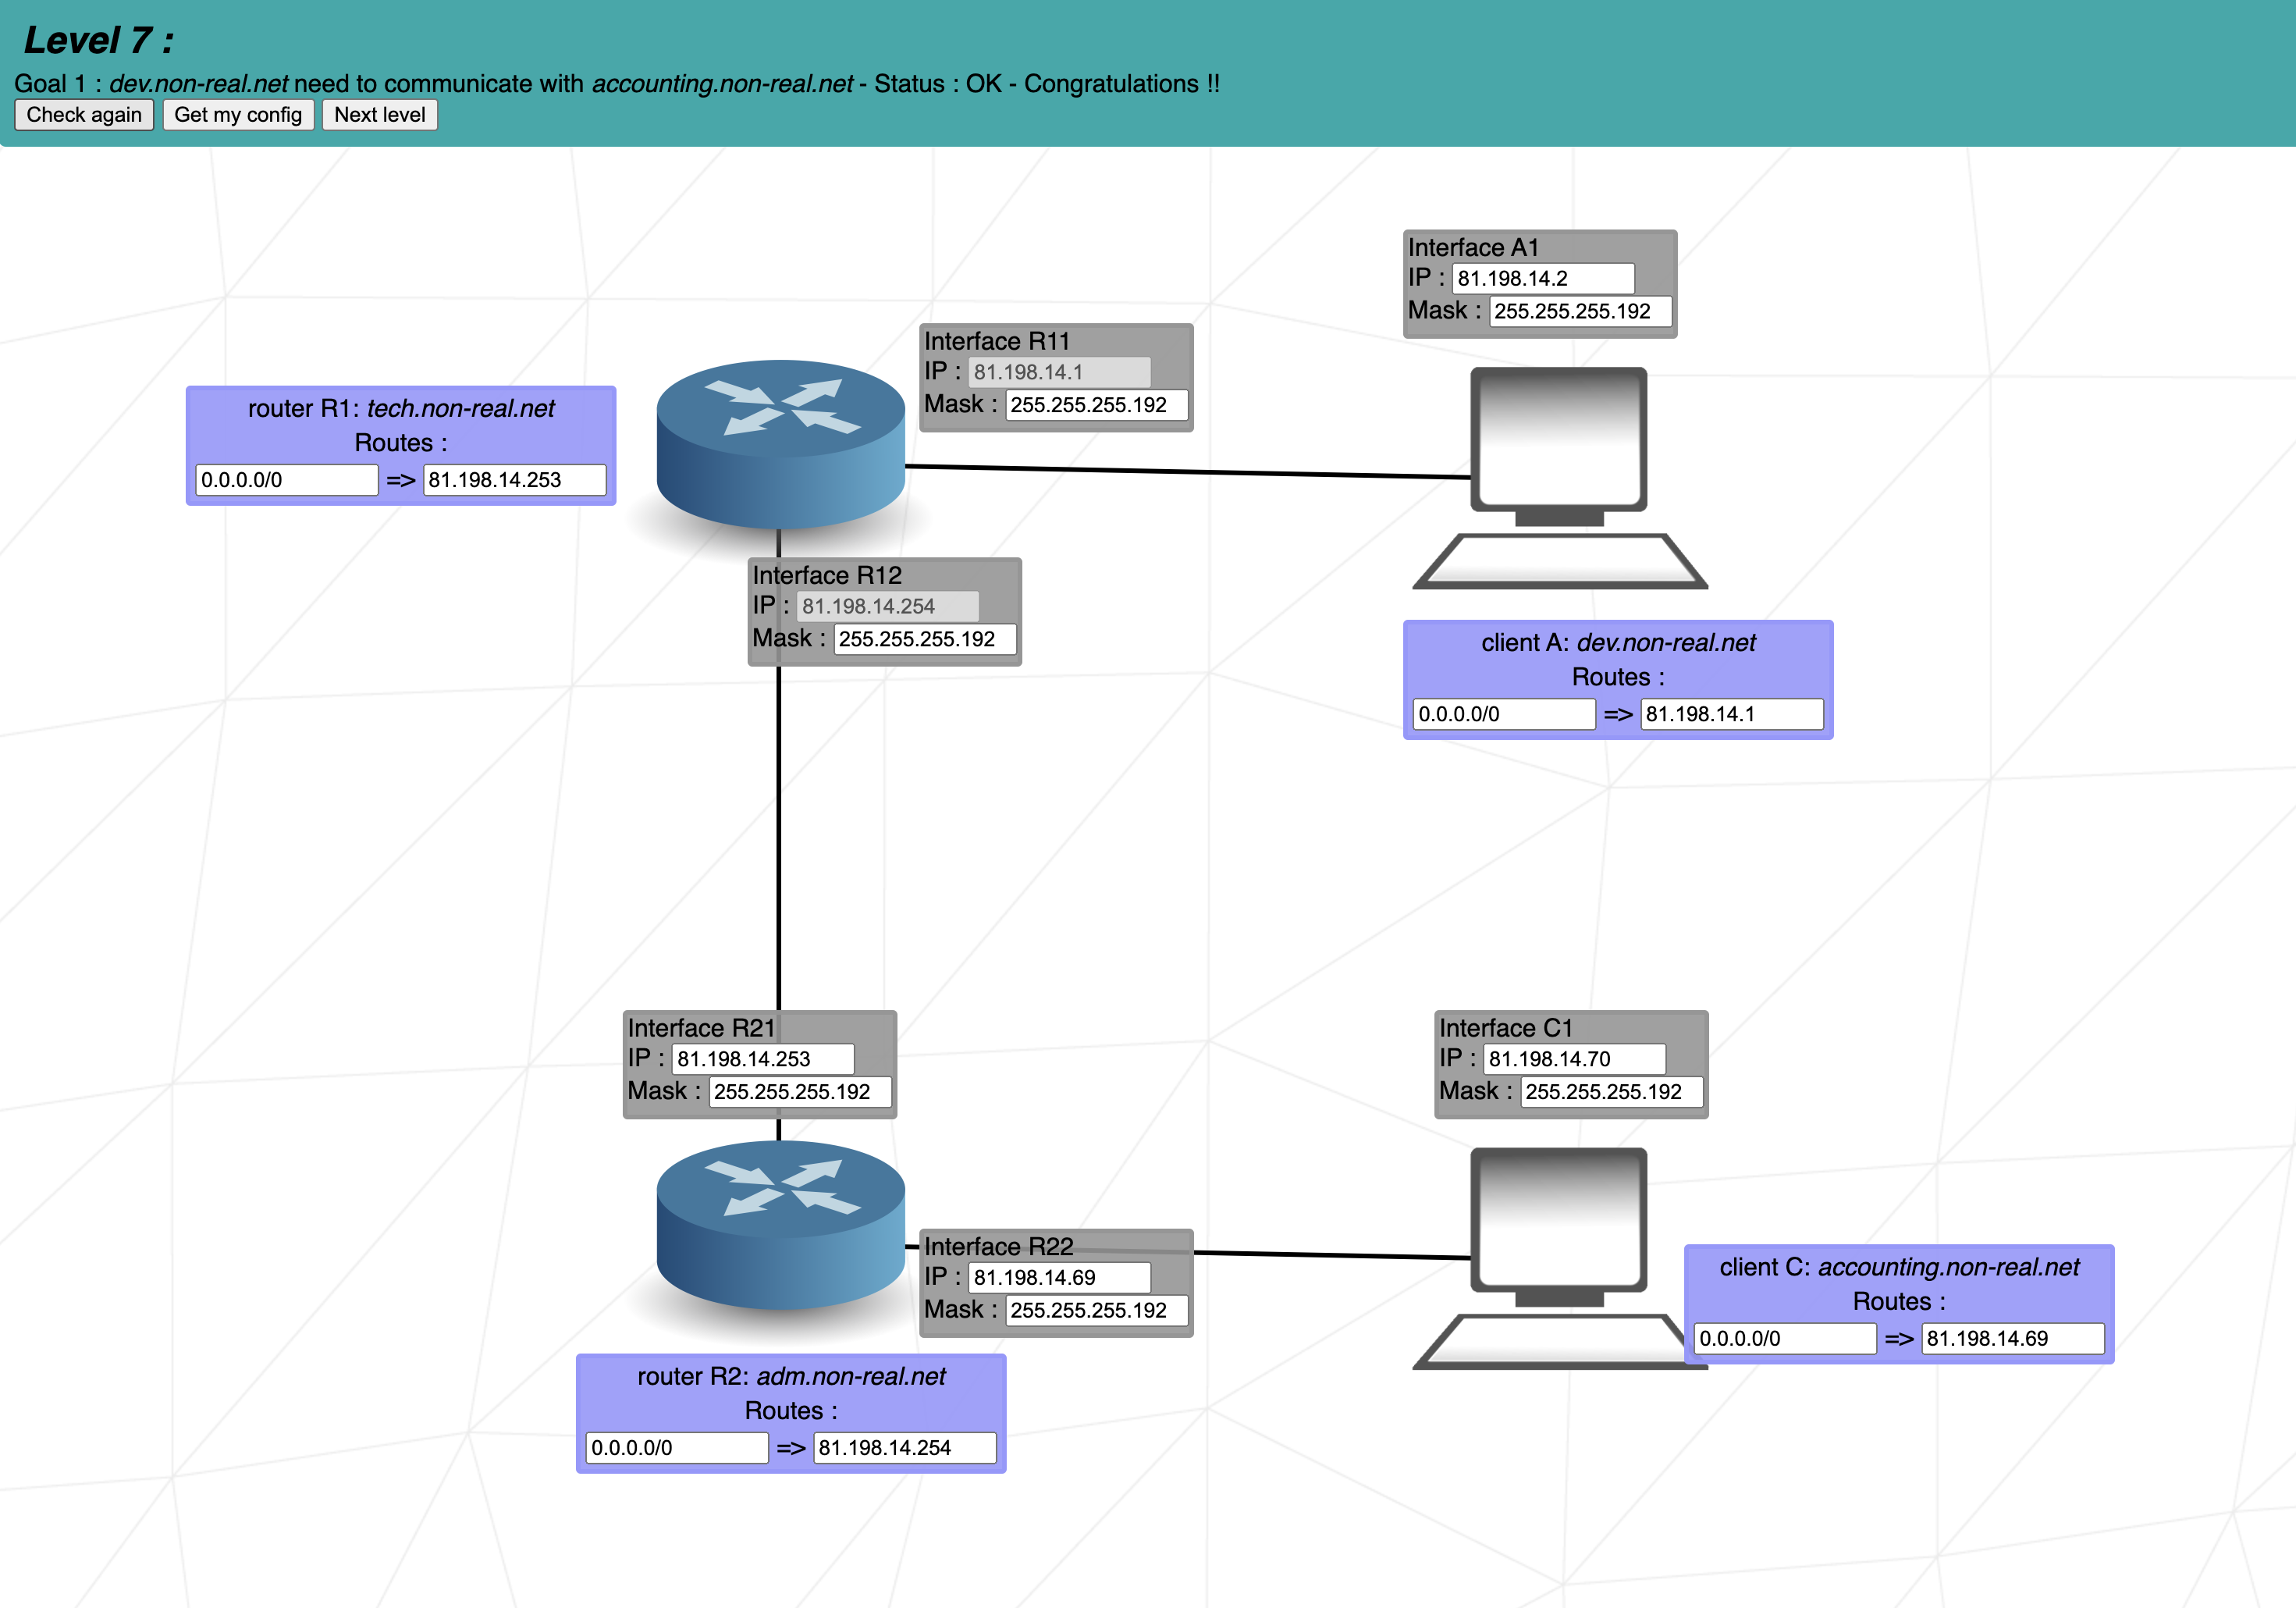 Level 7 :
Goal 1 : dev.non-real.net need to communicate with accounting.non-real.net - Status : OK - Congratulations !!
Check again Get my config Next level
Interface A1
IP : 81.198.14.2
Mask : 255.255.255.192
Interface R11
IP : 81.198.14.1
Mask : 255.255.255.192
router R1: tech.non-real.net
Routes :
0.0.0.0/0 => 81.198.14.253
Interface R12
IP : 81.198.14.254
Mask : 255.255.255.192
client A: dev.non-real.net
Routes :
0.0.0.0/0 => 81.198.14.1
Interface R21
IP : 81.198.14.253
Mask : 255.255.255.192
Interface C1
IP : 81.198.14.70
Mask : 255.255.255.192
Interface R22
IP : 81.198.14.69
Mask : 255.255.255.192
client C: accounting.non-real.net
Routes :
0.0.0.0/0 => 81.198.14.69
router R2: adm.non-real.net
Routes :
0.0.0.0/0 => 81.198.14.254